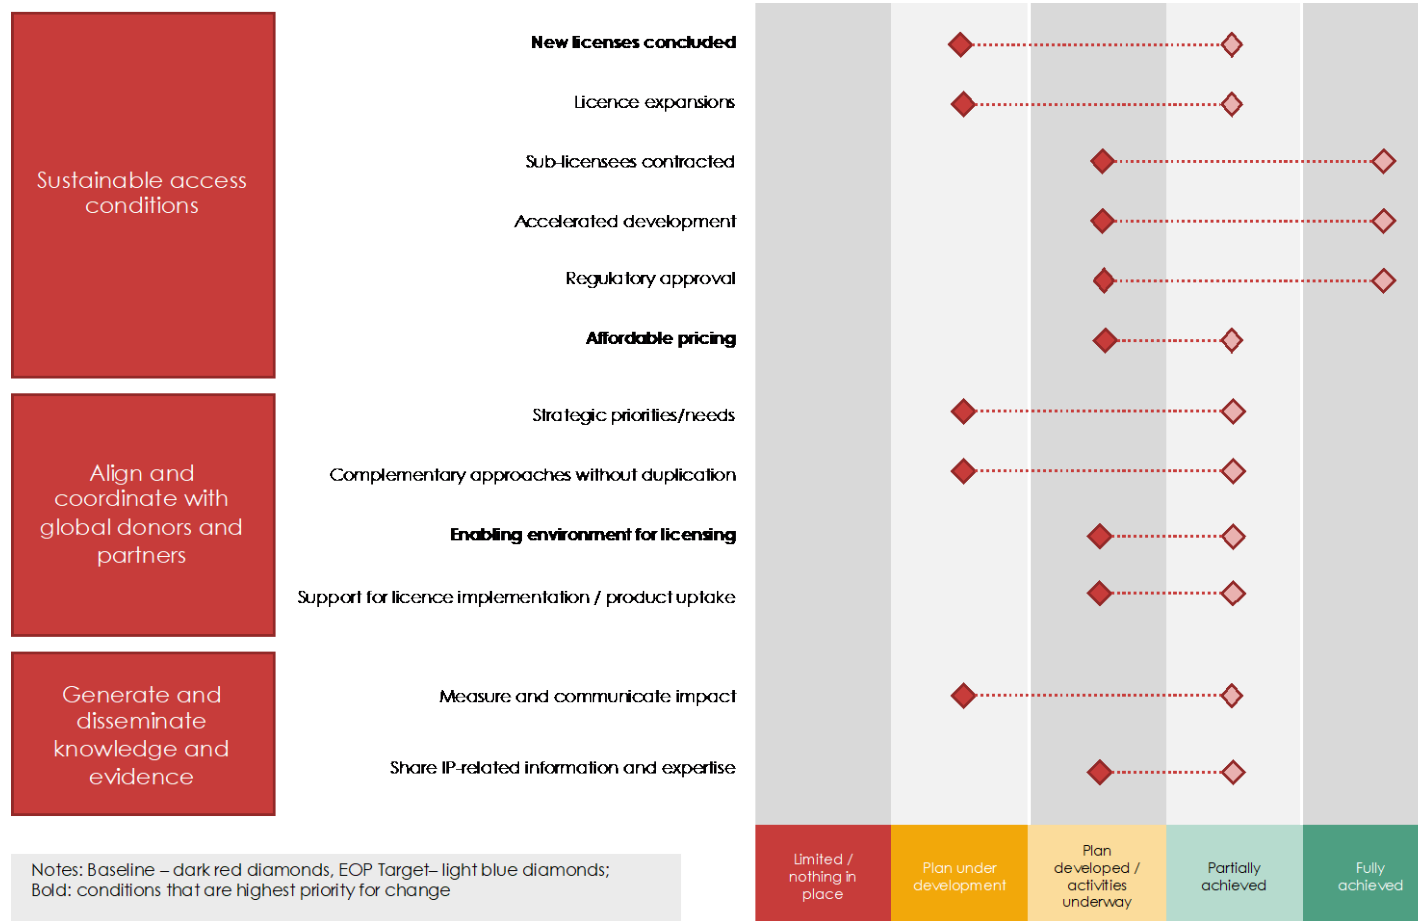 Sustainable access
conditions
New licenses concluded
Licence expansions
Sub-licensees contracted
Accelerated development
Regulatory approval
Affordable pricing
Align and
coordinate with
global donors and
partners
Strategic priorities/needs
Complementary approaches without duplication
Enabling environment for licensing
Support for licence implementation / product uptake
Generate and
disseminate
knowledge and
evidence
Measure and communicate impact
Share IP-related information and expertise
Limited /
nothing in
place
Plan under
development
Plan
developed /
activities
underway
Partially
achieved
Fully
achieved
Notes: Baseline – dark red diamonds, EOP Target– light blue diamonds;
Bold: conditions that are highest priority for change